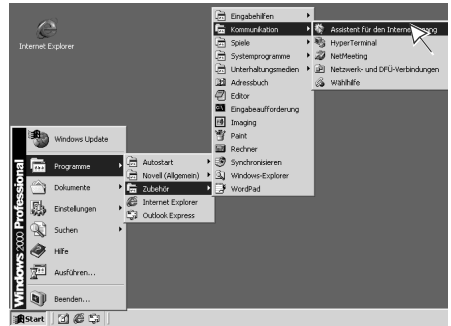 Internet Explorer
Eingabehilfen
Kommunikation
Spiele
Systemprogramme
Unterhaltungsmedien
Adressbuch
Editor
Eingabeaufforderung
Imaging
Paint
Rechner
Synchronisieren
Windows-Explorer
WordPad
Assistent für den Intern
HyperTerminal
NetMeeting
Netzwerk- und DFÜ-Verbindungen
Wählhilfe
Windows Update
Programme
Dokumente
Einstellungen
Suchen
Hilfe
Ausführen...
Beenden...
Autostart
Novell (Allgemein)
Zubehör
Internet Explorer
Outlook Express
Windows 2000 Professional
Start